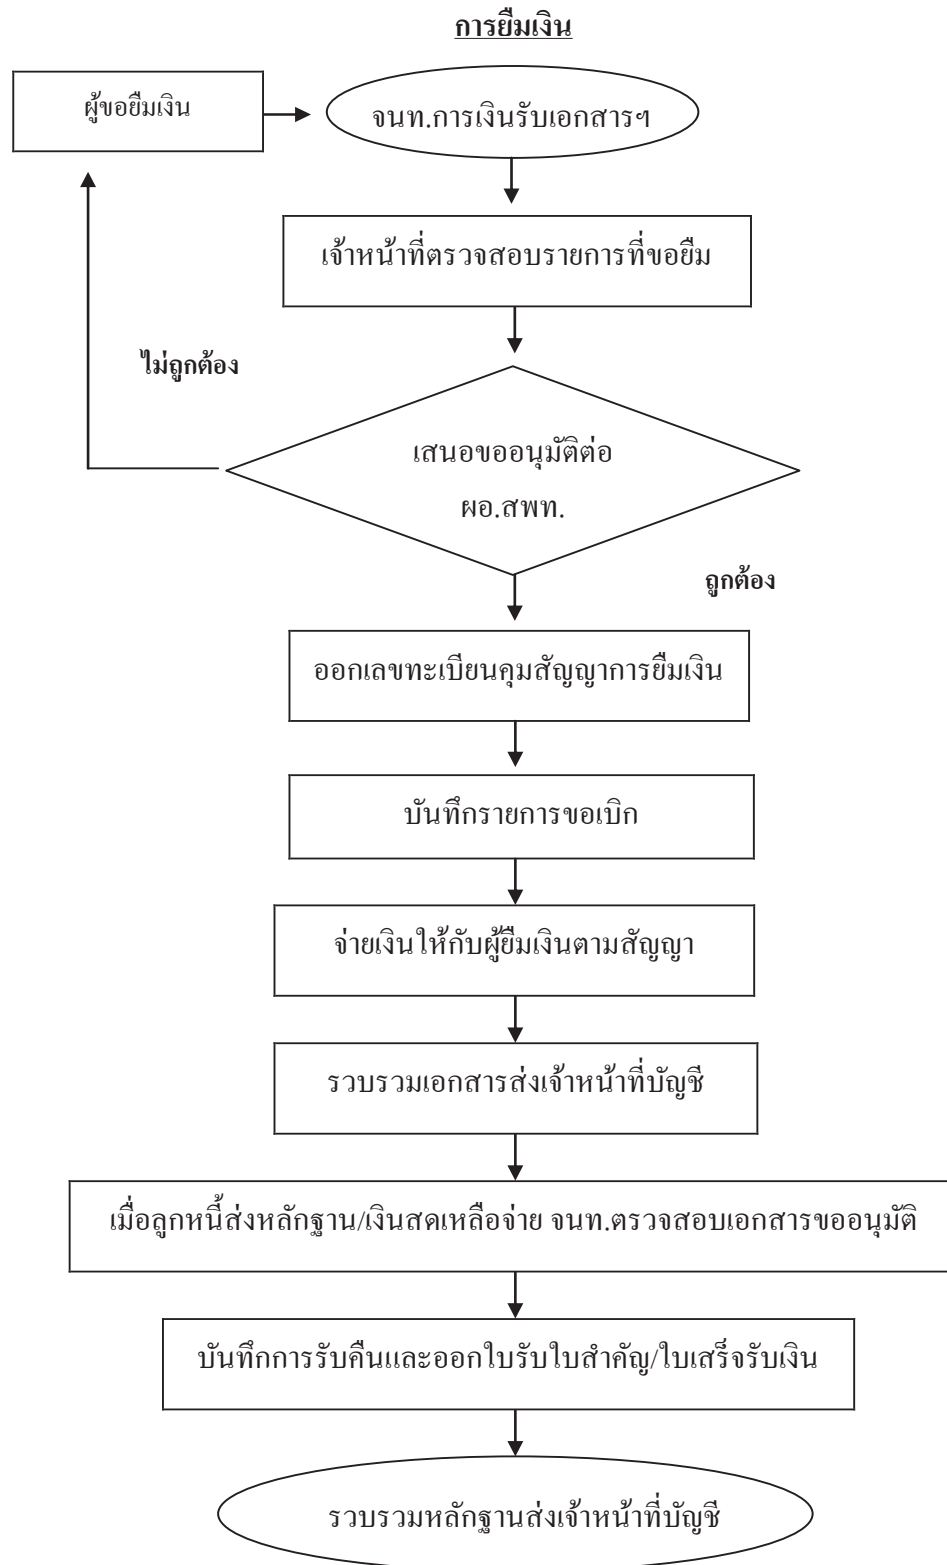 การยืมเงิน
ผู้ขอยืมเงิน
จนท.การเงินรับเอกสารฯ
เจ้าหน้าที่ตรวจสอบรายการที่ขอยืม
ไม่ถูกต้อง
เสนอขออนุมัติต่อ
ผอ.สพท.
ถูกต้อง
ออกเลขทะเบียนคุมสัญญาการยืมเงิน
บันทึกรายการขอเบิก
จ่ายเงินให้กับผู้ยืมเงินตามสัญญา
รวบรวมเอกสารส่งเจ้าหน้าที่บัญชี
เมื่อลูกหนี้ส่งหลักฐาน/เงินสดเหลือจ่าย จนท.ตรวจสอบเอกสารขออนุมัติ
บันทึกการรับคืนและออกใบรับใบสำคัญ/ใบเสร็จรับเงิน
รวบรวมหลักฐานส่งเจ้าหน้าที่บัญชี